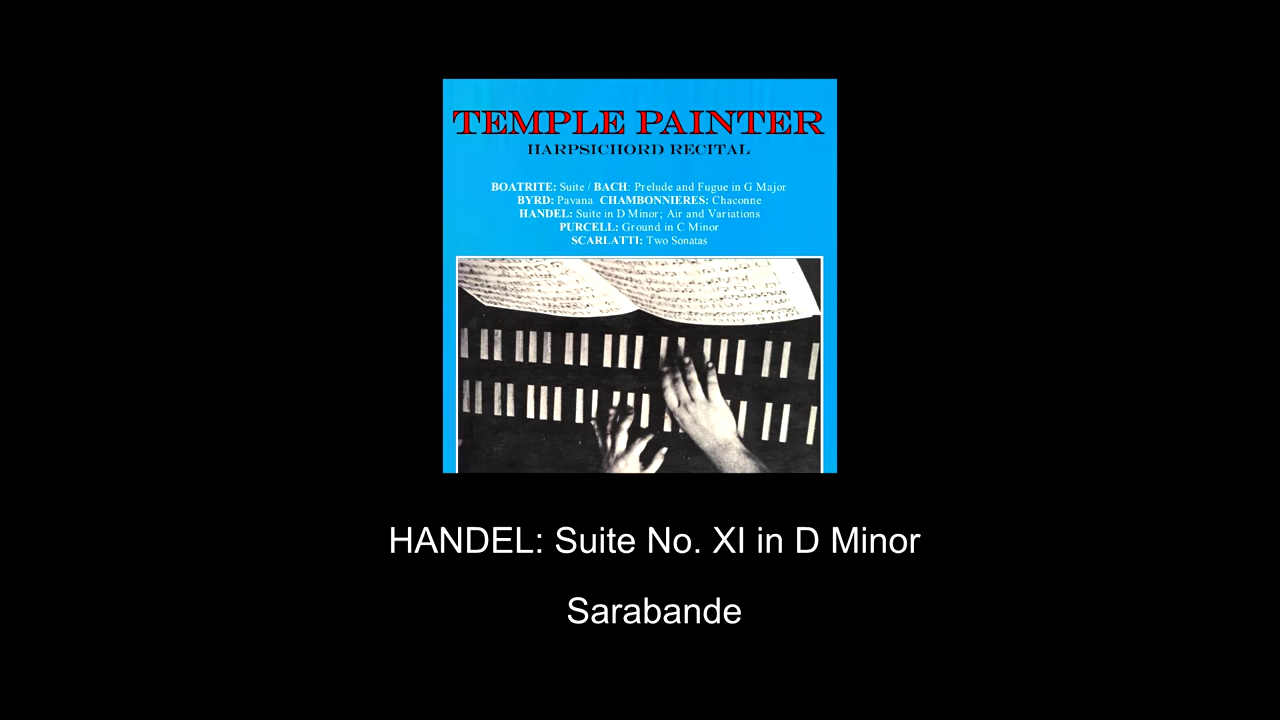 TEMPLE PAINTER
HARPSICHORD RECITAL
BOATRITE: Suite / BACH: Prelude and Fugue in G Major
BYRD: Pavana CHAMBONNIERES: Chaconne
HANDEL: Suite in D Minor; Air and Variations
PURCELL: Ground in C Minor
SCARLATTI: Two Sonatas
HANDEL: Suite No. XI in D Minor
Sarabande